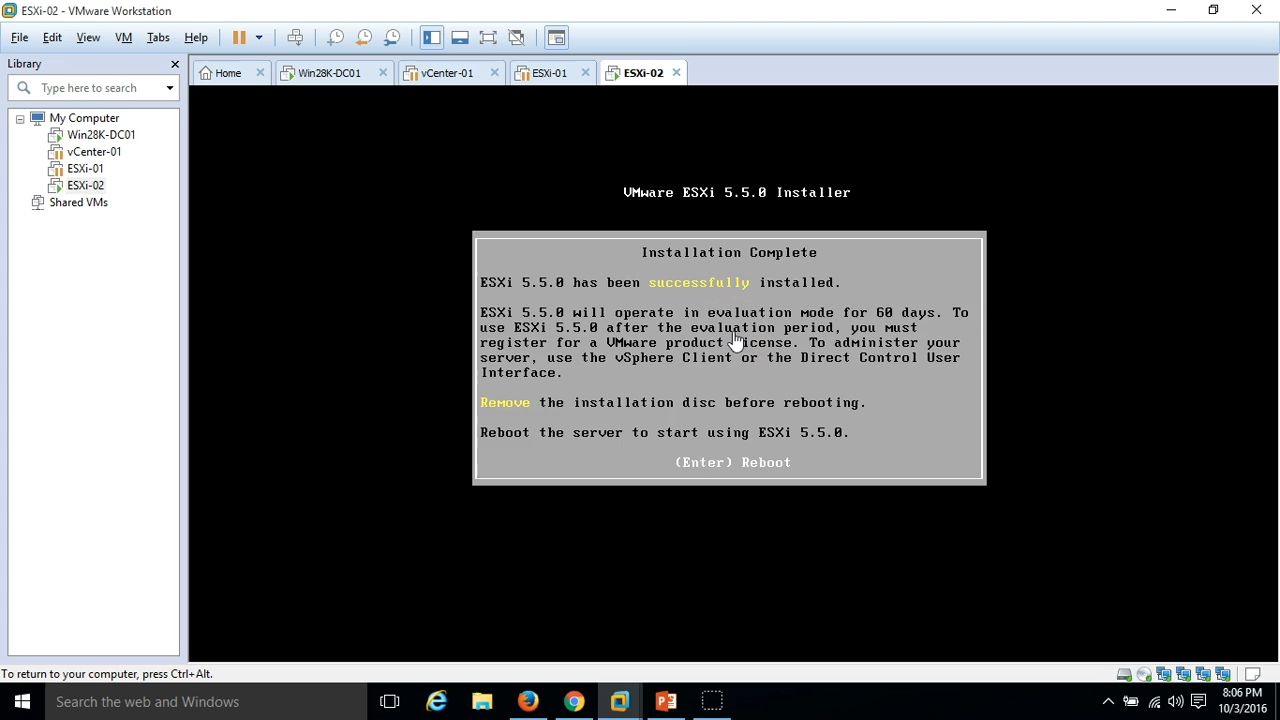 ESXi-02 - VMware Workstation
File Edit View VM Tabs Help
Library
Type here to search
My Computer
Win28K-DC01
vCenter-01
ESXi-01
ESXi-02
Shared VMs
Home Win28K-DC01 vCenter-01 ESXi-01 ESXi-02
VMware ESXi 5.5.0 Installer
Installation Complete
ESXi 5.5.0 has been successfully installed.
ESXi 5.5.0 will operate in evaluation mode for 60 days. To
use ESXi 5.5.0 after the evaluation period, you must
register for a VMware product license. To administer your
server, use the vSphere Client or the Direct Control User
Interface.
Remove the installation disc before rebooting.
Reboot the server to start using ESXi 5.5.0.
(Enter) Reboot
To return to your computer, press Ctrl+Alt.
Search the web and Windows
8:06 PM
10/3/2016